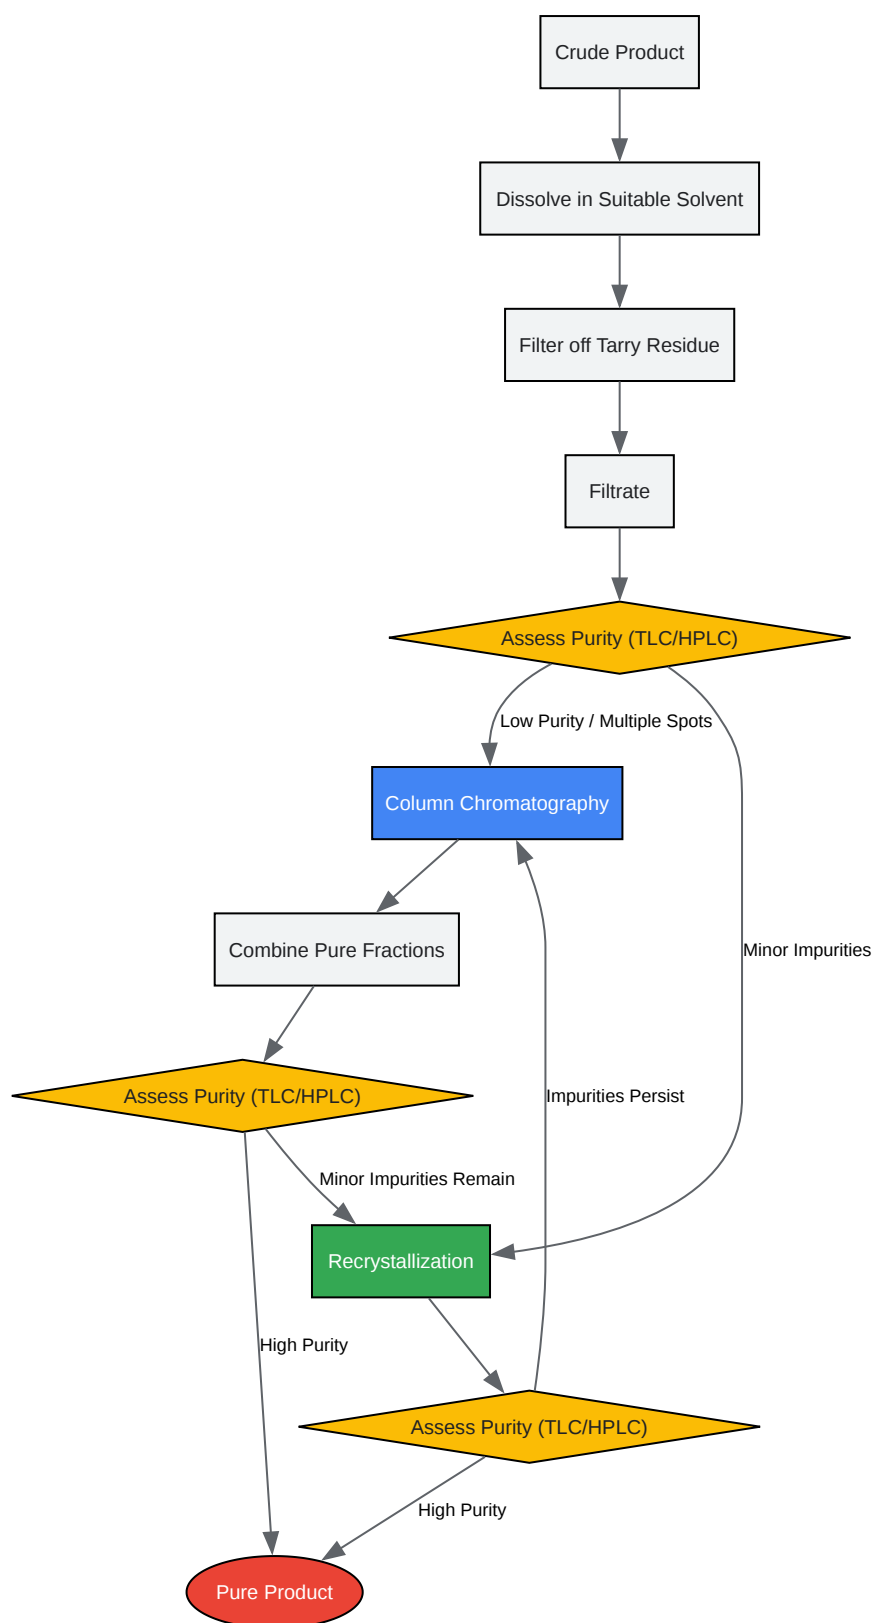 Crude Product
Dissolve in Suitable Solvent
Filter off Tarry Residue
Filtrate
Assess Purity (TLC/HPLC)
Low Purity / Multiple Spots
Column Chromatography
Combine Pure Fractions
Minor Impurities
Assess Purity (TLC/HPLC)
Impurities Persist
Minor Impurities Remain
Recrystallization
High Purity
Assess Purity (TLC/HPLC)
High Purity
Pure Product